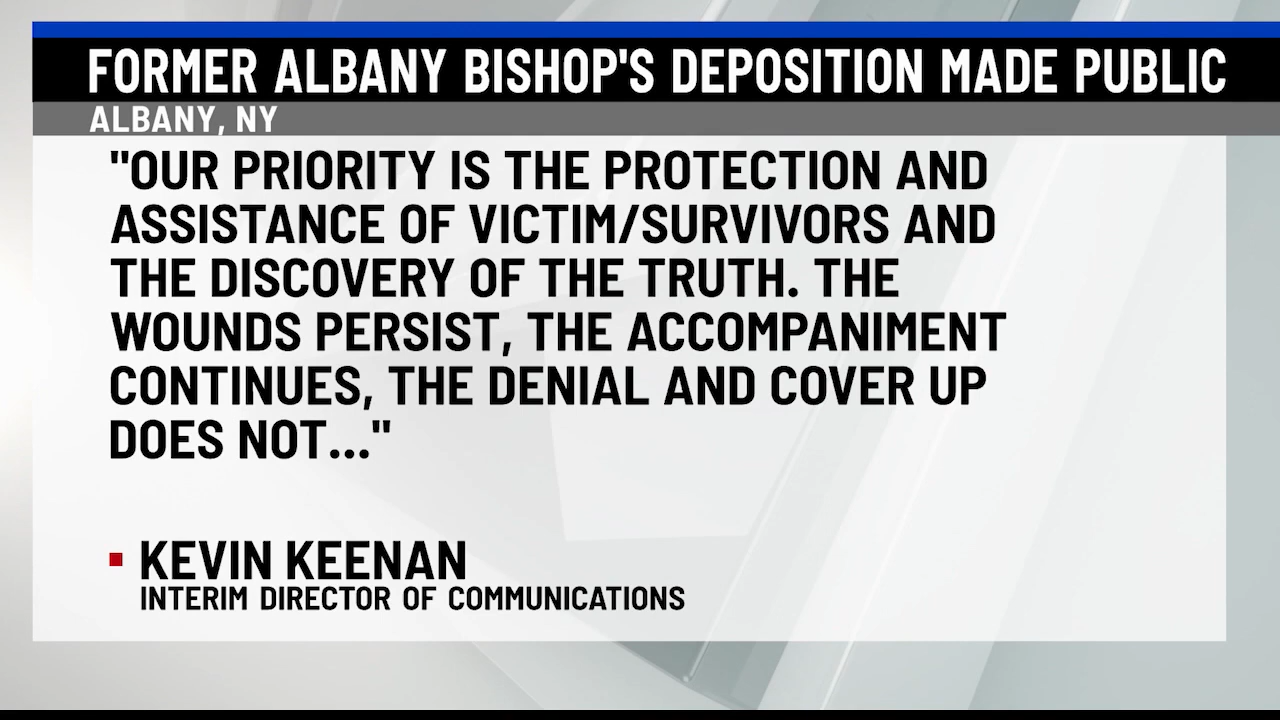 FORMER ALBANY BISHOP'S DEPOSITION MADE PUBLIC
ALBANY, NY
"OUR PRIORITY IS THE PROTECTION AND
ASSISTANCE OF VICTIM/SURVIVORS AND
THE DISCOVERY OF THE TRUTH. THE
WOUNDS PERSIST, THE ACCOMPANIMENT
CONTINUES, THE DENIAL AND COVER UP
DOES NOT..."
KEVIN KEENAN
INTERIM DIRECTOR OF COMMUNICATIONS